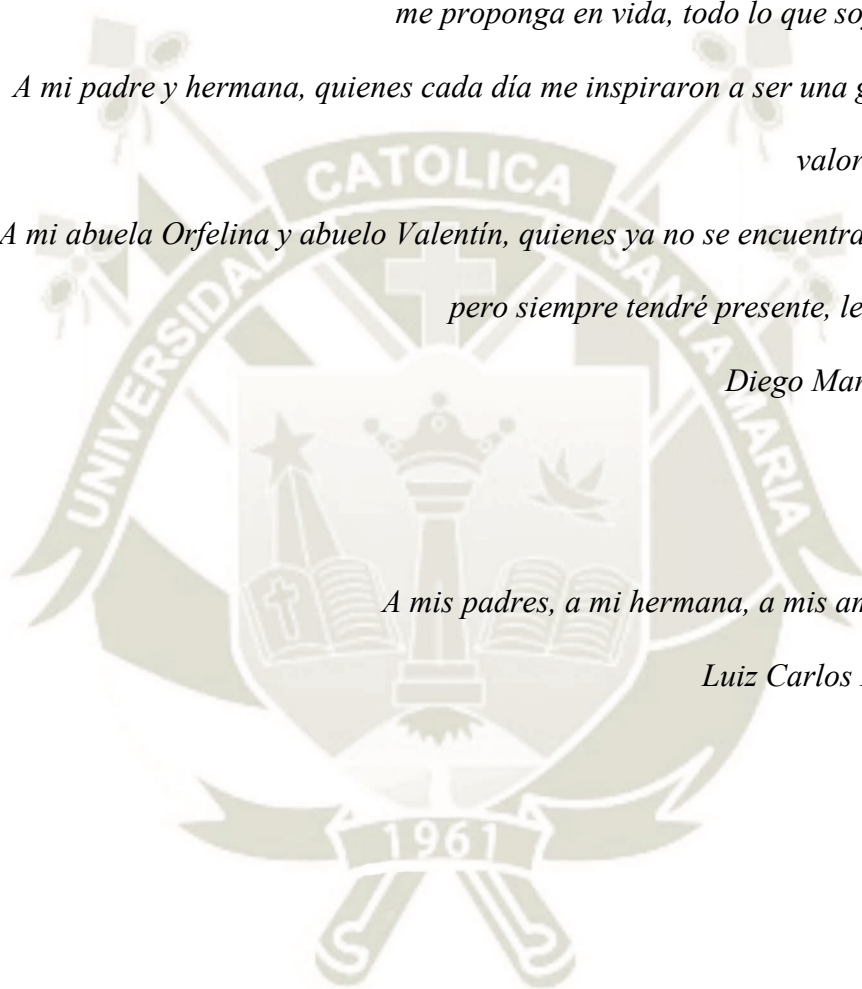 me proponga en vida, todo lo que soy
A mi padre y hermana, quienes cada día me inspiraron a ser una
valor
A mi abuela Orfelina y abuelo Valentín, quienes ya no se encuentra
pero siempre tendré presente, le
Diego Mar
A mis padres, a mi hermana, a mis
Luiz Carlos
UNIVERSIDAD CATOLICA SANTA MARIA
1961